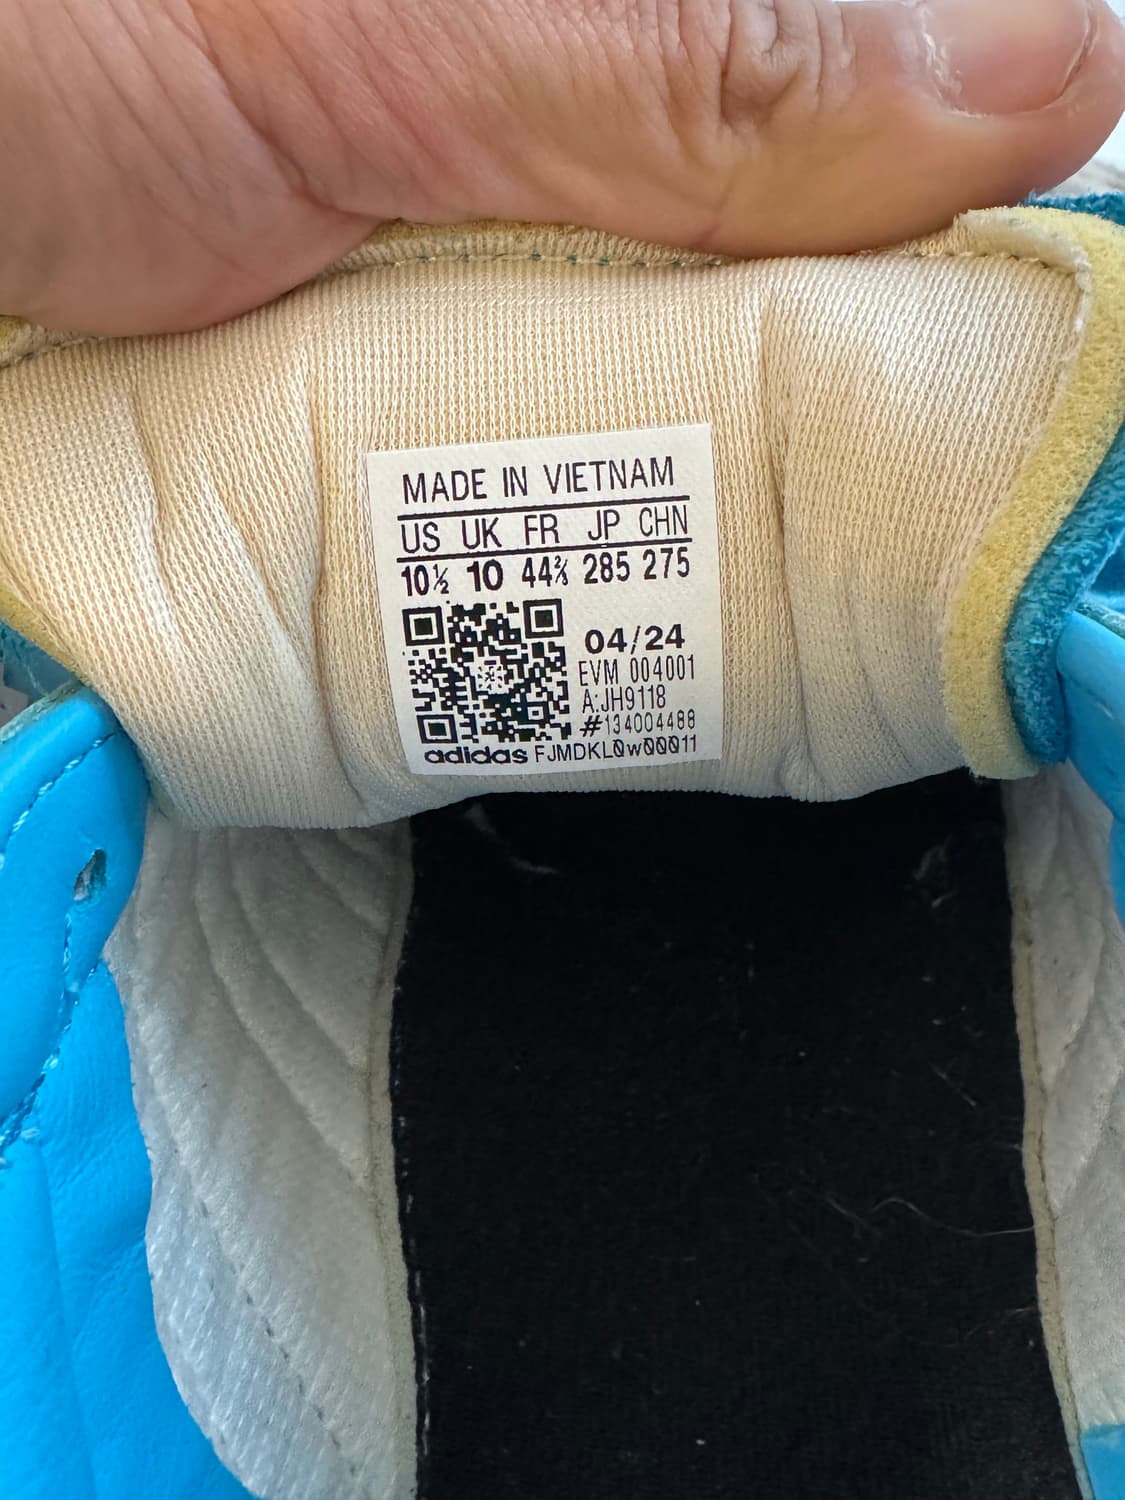 MADE IN VIETNAM
US UK FR JP CHN
10½ 10 44⅔ 285 275
04/24
EVM 004001
A:JH9118
#134004488
adidas FJMDKL0w00011